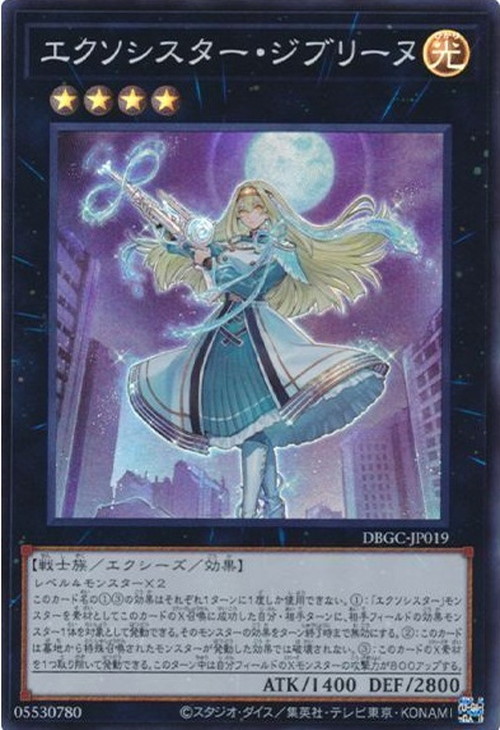 エクソシスター・ジブリーヌ
光
DBGC-JP019
【戦士族/エクシーズ/効果】
レベル4モンスター×2
このカード名の①③の効果はそれぞれ1ターンに1度しか使用できない。①:「エクソシスター」モン
スターを素材としてこのカードのX召喚に成功した自分・相手ターンに、相手フィールドの効果モン
スター1体を対象として発動できる。そのモンスターの効果をターン終了時まで無効にする。②:このカード
は墓地から特殊召喚されたモンスターが発動した効果では破壊されない。③:このカードのX素材
を1つ取り除いて発動できる。このターン中は自分フィールドのXモンスターの攻撃力が800アップする。
ATK/1400 DEF/2800
05530780 ©スタジオ・ダイス/集英社・テレビ東京・KONAMI